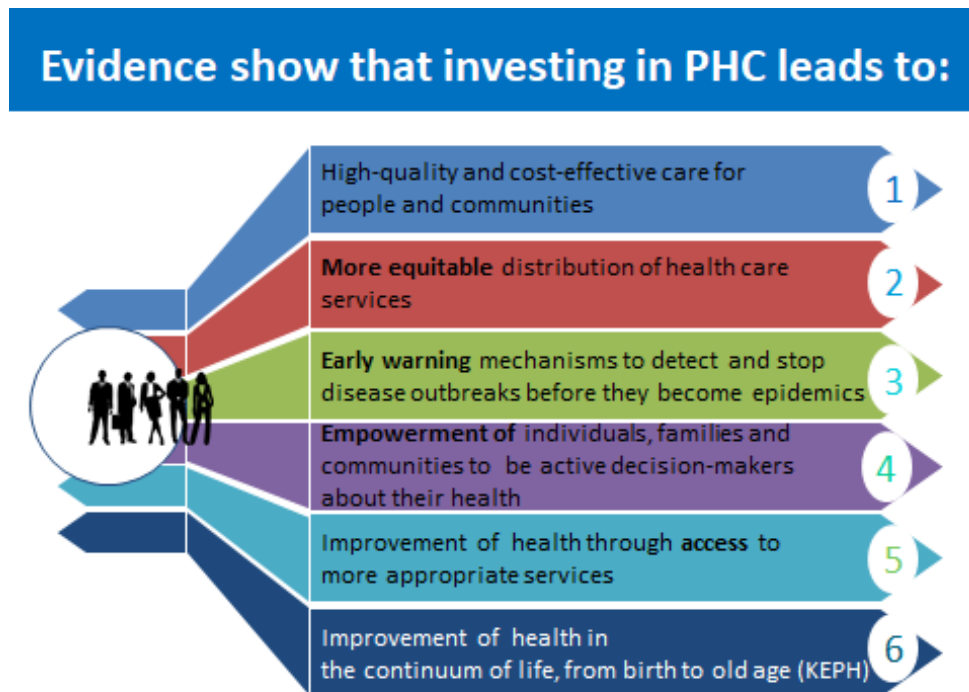 Evidence show that investing in PHC leads to:
High-quality and cost-effective care for
people and communities
1
More equitable distribution of health care
services
2
Early warning mechanisms to detect and stop
disease outbreaks before they become epidemics
3
Empowerment of individuals, families and
communities to be active decision-makers
about their health
4
Improvement of health through access to
more appropriate services
5
Improvement of health in
the continuum of life, from birth to old age (KEPH)
6